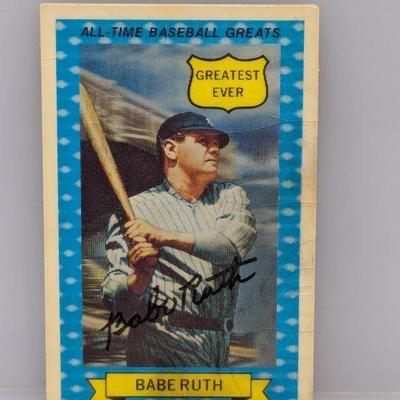 ALL-TIME BASEBALL GREATS
GREATEST
EVER
Babe Ruth
BABE RUTH